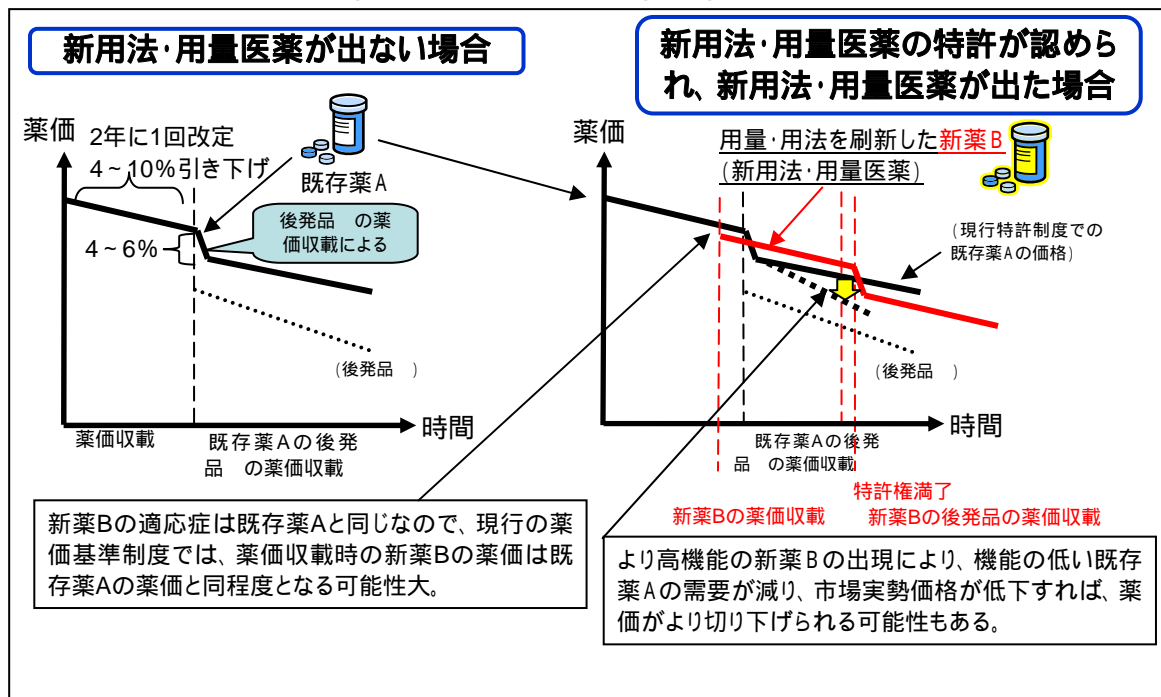 新用法・用量医薬が出ない場合
薬価
2年に1回改定
4～10%引き下げ
既存薬A
後発品　の薬
価収載による
4～6%
(後発品　)
時間
薬価収載
既存薬Aの後発
品　の薬価収載
新用法・用量医薬の特許が認めら
れ、新用法・用量医薬が出た場合
薬価
用量・用法を刷新した新薬B
(新用法・用量医薬)
(現行特許制度での
既存薬Aの価格)
(後発品　)
時間
既存薬Aの後発
品　の薬価収載
特許権満了
新薬Bの薬価収載
新薬Bの後発品の薬価収載
新薬Bの適応症は既存薬Aと同じなので、現行の薬
価基準制度では、薬価収載時の新薬Bの薬価は既
存薬Aの薬価と同程度となる可能性大。
より高機能の新薬Bの出現により、機能の低い既存
薬Aの需要が減り、市場実勢価格が低下すれば、薬
価がより切り下げられる可能性もある。